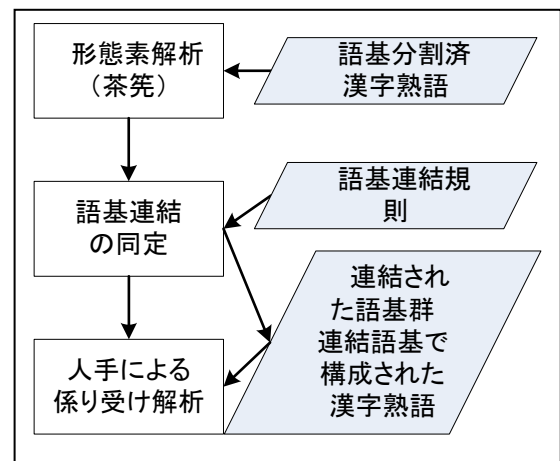 形態素解析
（茶筅）
語基分割済
漢字熟語
語基連結規
則
語基連結
の同定
連結され
た語基群
連結語基で
構成された
漢字熟語
人手による
係り受け解析